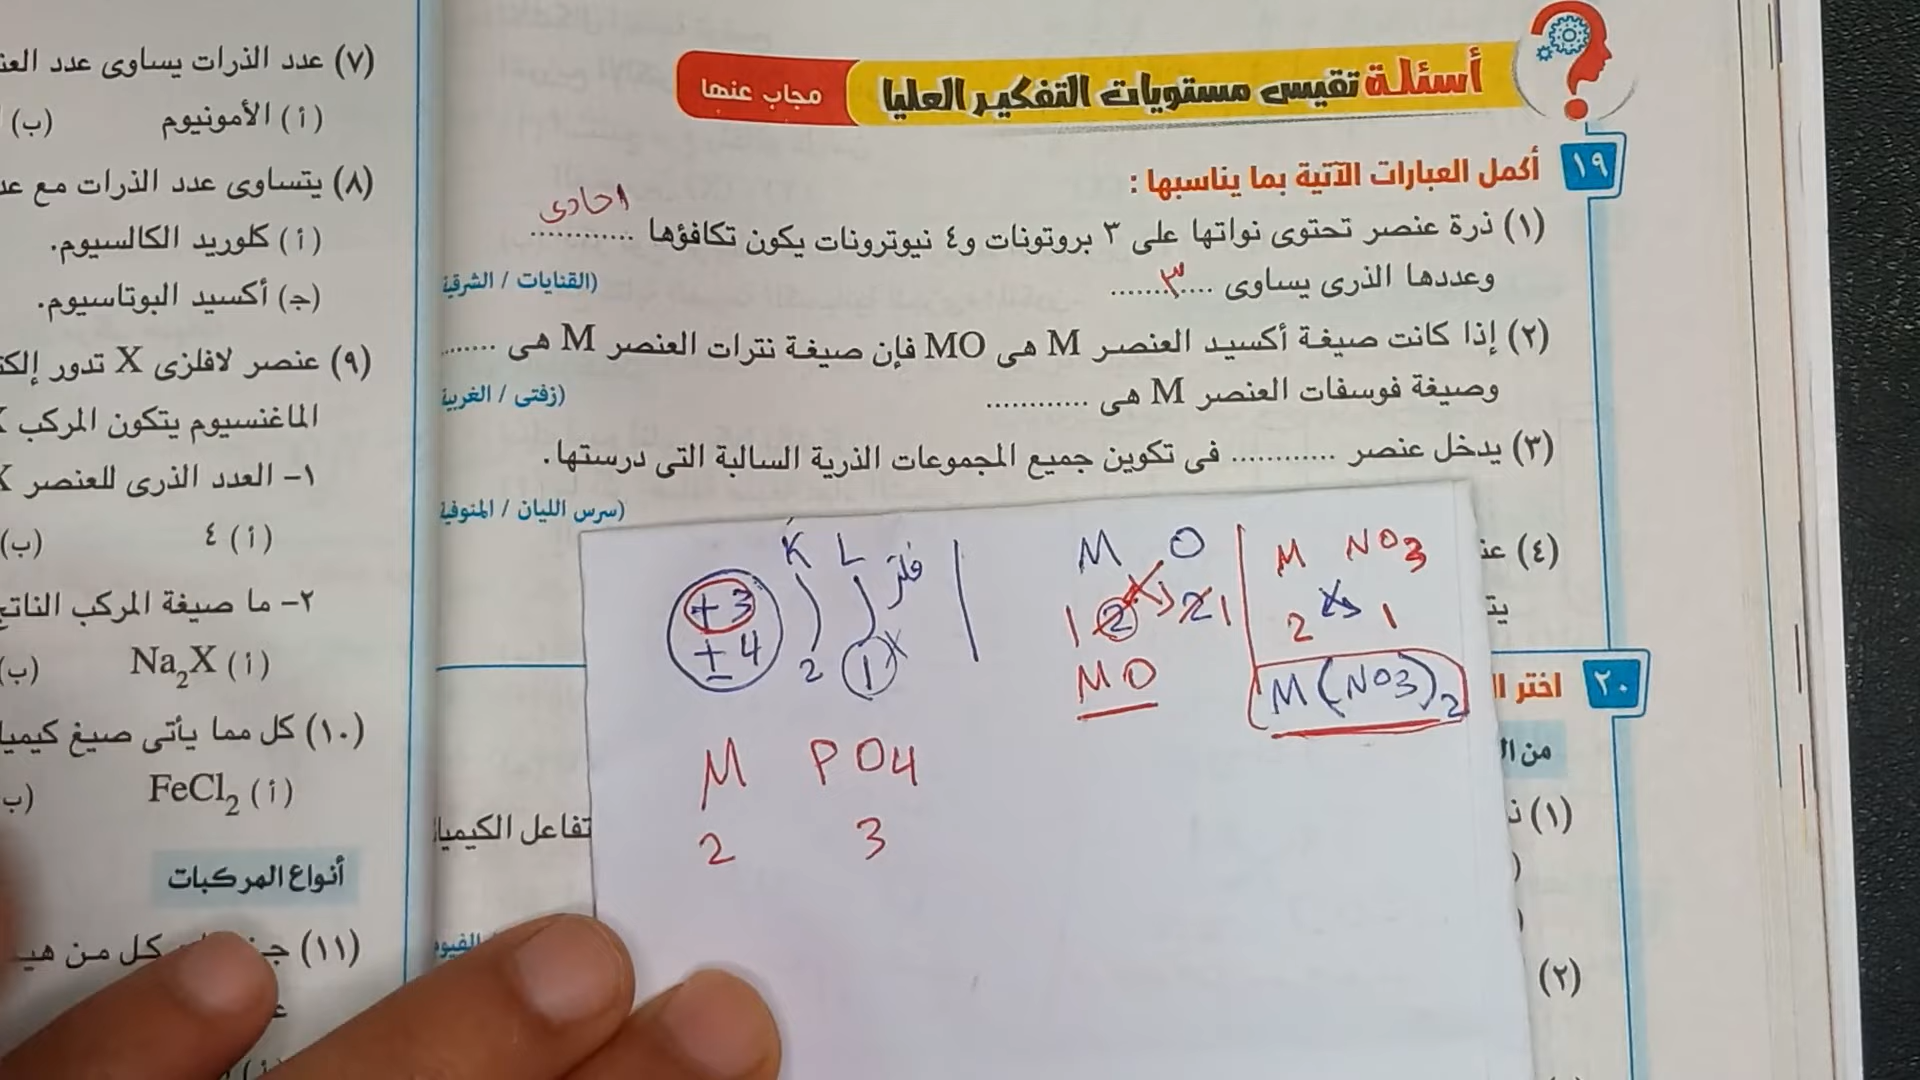 أسئلة تقيس مستويات التفكير العليا مجاب عنها
١٩ أكمل العبارات الآتية بما يناسبها :
(١) ذرة عنصر تحتوى نواتها على ٣ بروتونات و٤ نيوترونات يكون تكافؤها ............
احادى
وعددها الذرى يساوى ............
٣
(القنايات / الشرقية
(٢) إذا كانت صيغة أكسيد العنصر M هى MO فإن صيغة نترات العنصر M هى ........
وصيغة فوسفات العنصر M هى ............
(زفتى / الغربية
(٣) يدخل عنصر ............ فى تكوين جميع المجموعات الذرية السالبة التى درستها.
(سرس الليان / المنوفية
(٤)
٢٠ اختر
(١)
(٢)
تفاعل
K L فلز
+3
± 4
2 1
M O
1 2 2 1
MO
M NO3
2 1
M(NO3)2
M PO4
2 3
(٧) عدد الذرات يساوى عدد
(أ) الأمونيوم (ب)
(٨) يتساوى عدد الذرات مع
(أ) كلوريد الكالسيوم.
(ج) أكسيد البوتاسيوم.
(٩) عنصر لافلزى X تدور
الماغنسيوم يتكون المركب
١- العدد الذرى للعنصر X
(أ) ٤ (ب)
٢- ما صيغة المركب الناتج
(أ) Na2X (ب)
(١٠) كل مما يأتى صيغ
(أ) FeCl2 (ب)
أنواع المركبات
(١١) كل من